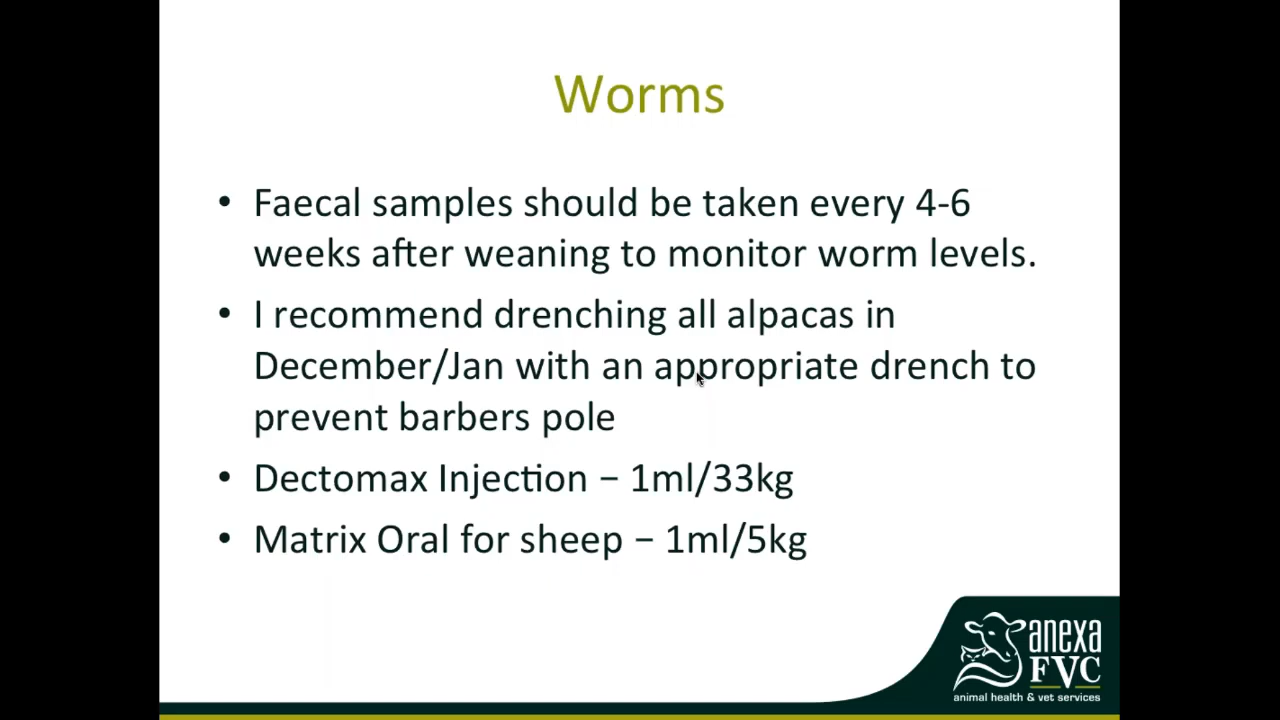 Worms
• Faecal samples should be taken every 4-6
weeks after weaning to monitor worm levels.
• I recommend drenching all alpacas in
December/Jan with an appropriate drench to
prevent barbers pole
• Dectomax Injection – 1ml/33kg
• Matrix Oral for sheep – 1ml/5kg
anexa
FVC
animal health & vet services